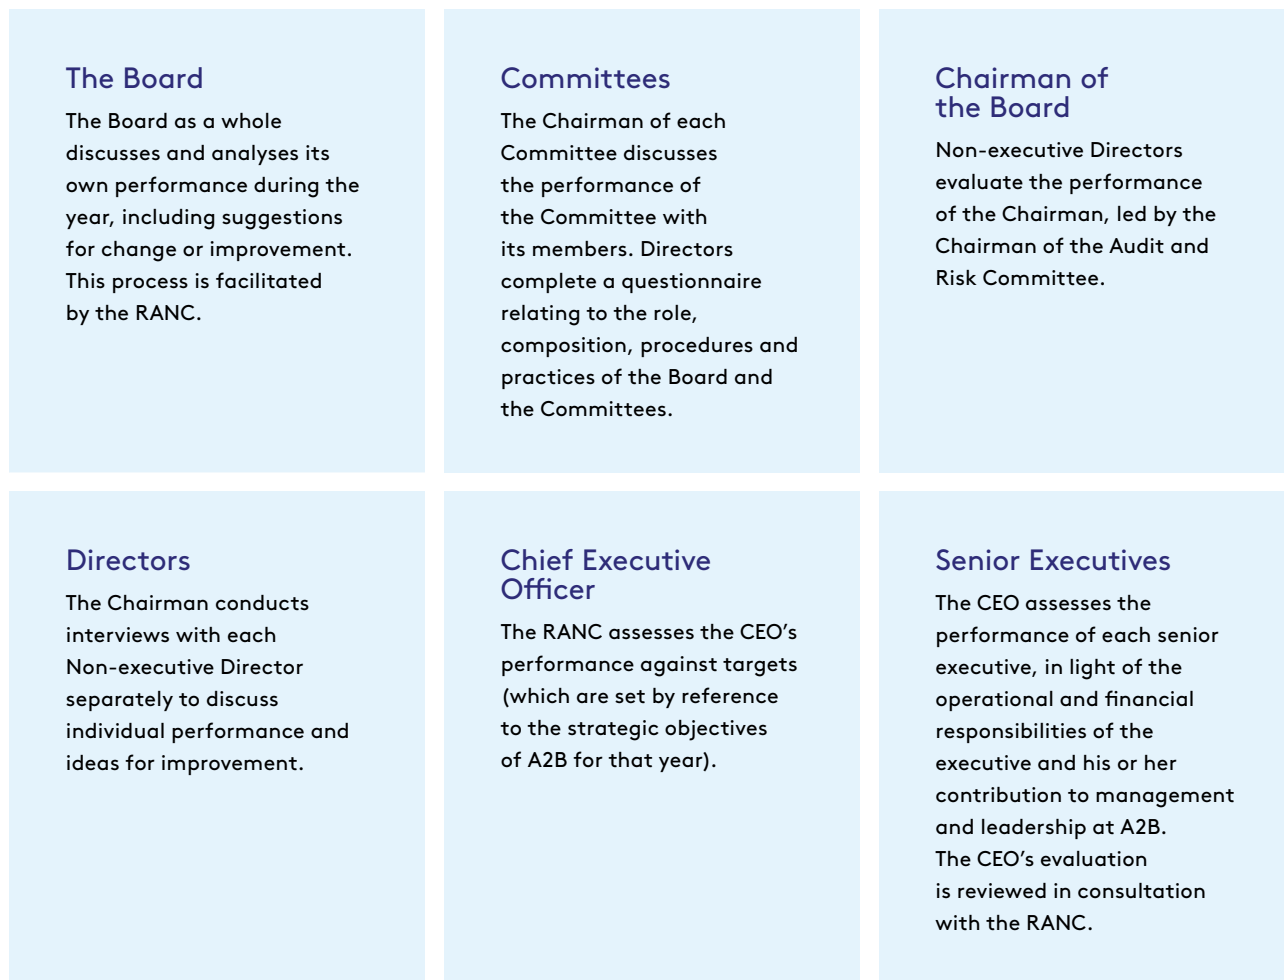 The Board
The Board as a whole
discusses and analyses its
own performance during the
year, including suggestions
for change or improvement.
This process is facilitated
by the RANC.
Committees
The Chairman of each
Committee discusses
the performance of
the Committee with
its members. Directors
complete a questionnaire
relating to the role,
composition, procedures and
practices of the Board and
the Committees.
Chairman of
the Board
Non-executive Directors
evaluate the performance
of the Chairman, led by the
Chairman of the Audit and
Risk Committee.
Directors
The Chairman conducts
interviews with each
Non-executive Director
separately to discuss
individual performance and
ideas for improvement.
Chief Executive
Officer
The RANC assesses the CEO’s
performance against targets
(which are set by reference
to the strategic objectives
of A2B for that year).
Senior Executives
The CEO assesses the
performance of each senior
executive, in light of the
operational and financial
responsibilities of the
executive and his or her
contribution to management
and leadership at A2B.
The CEO’s evaluation
is reviewed in consultation
with the RANC.